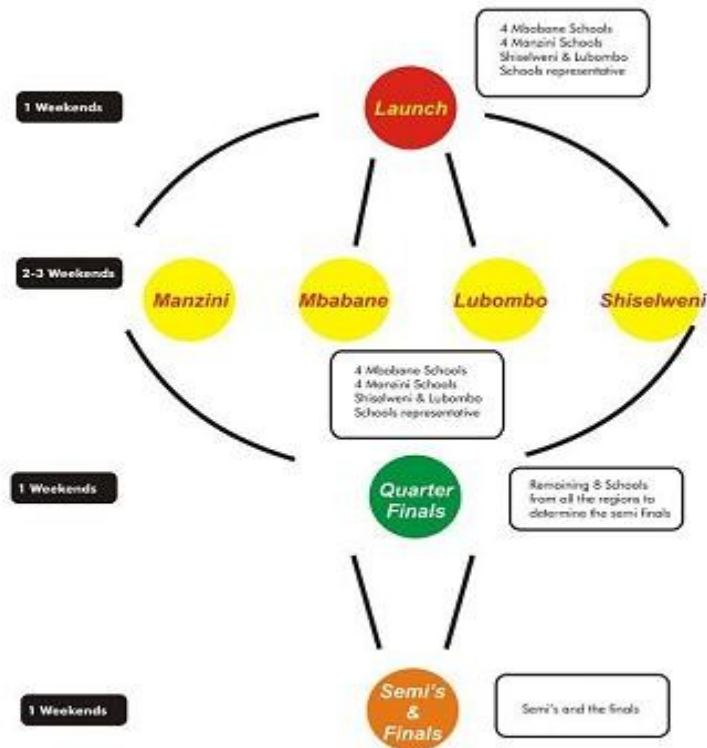 4 Mbabane Schools
4 Manzini Schools
Shiselweni & Lubombo
Schools representative
1 Weekends
Launch
2-3 Weekends
Manzini
Mbabane
Lubombo
Shiselweni
4 Mbabane Schools
4 Manzini Schools
Shiselweni & Lubombo
Schools representative
1 Weekends
Quarter
Finals
Remaining 8 Schools
from all the regions to
determine the semi finals
1 Weekends
Semi's
&
Finals
Semi's and the finals